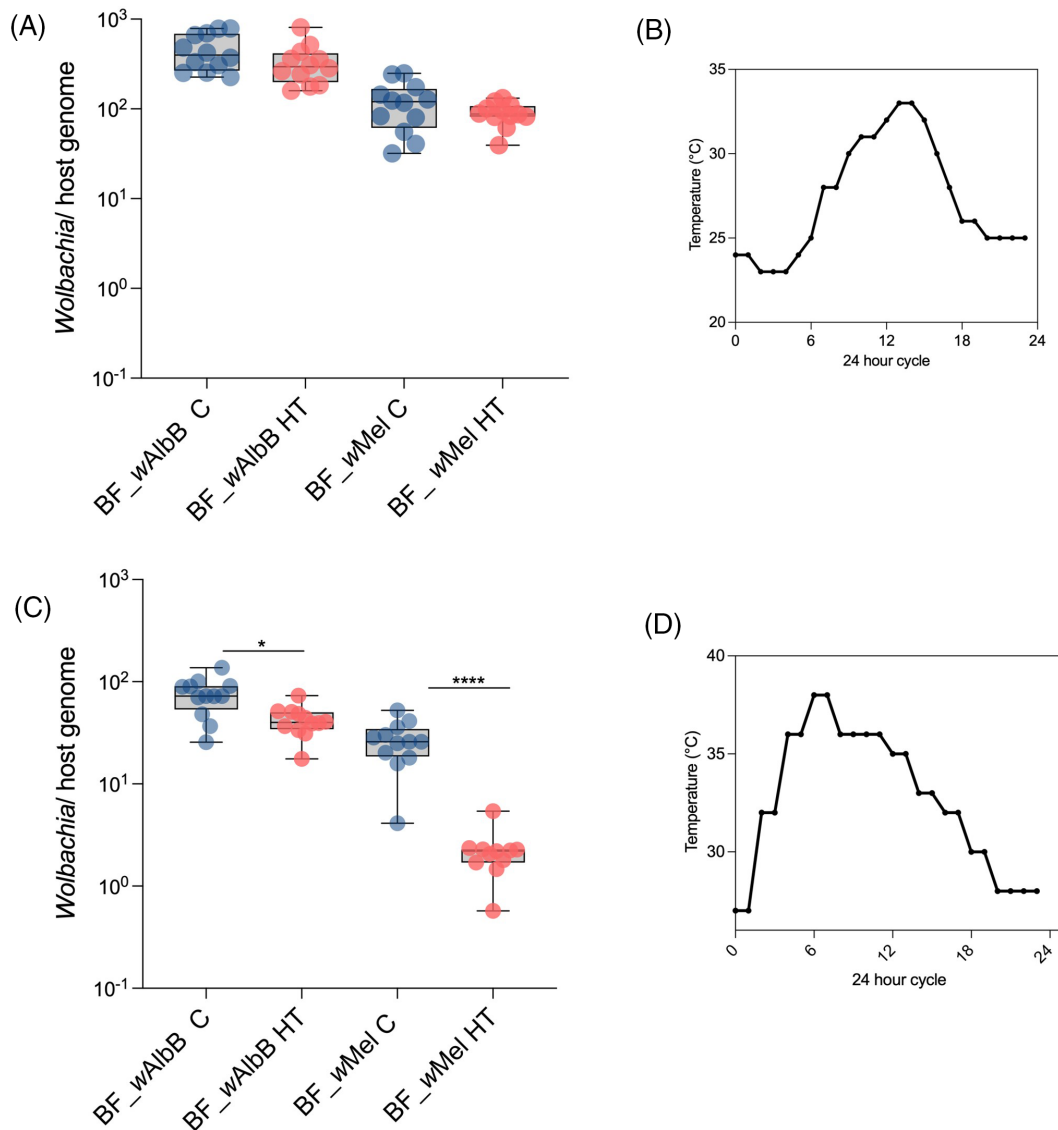 (A)
10³
10²
10¹
10⁰
10⁻¹
Wolbachia/ host genome
BF_wAlbB C
BF_wAlbB HT
BF_wMel C
BF_wMel HT
(B)
35
30
25
20
Temperature (°C)
0 6 12 18 24
24 hour cycle
(C)
10³
10²
10¹
10⁰
10⁻¹
Wolbachia/ host genome
*
****
BF_wAlbB C
BF_wAlbB HT
BF_wMel C
BF_wMel HT
(D)
40
35
30
Temperature (°C)
0 6 12 18 24
24 hour cycle